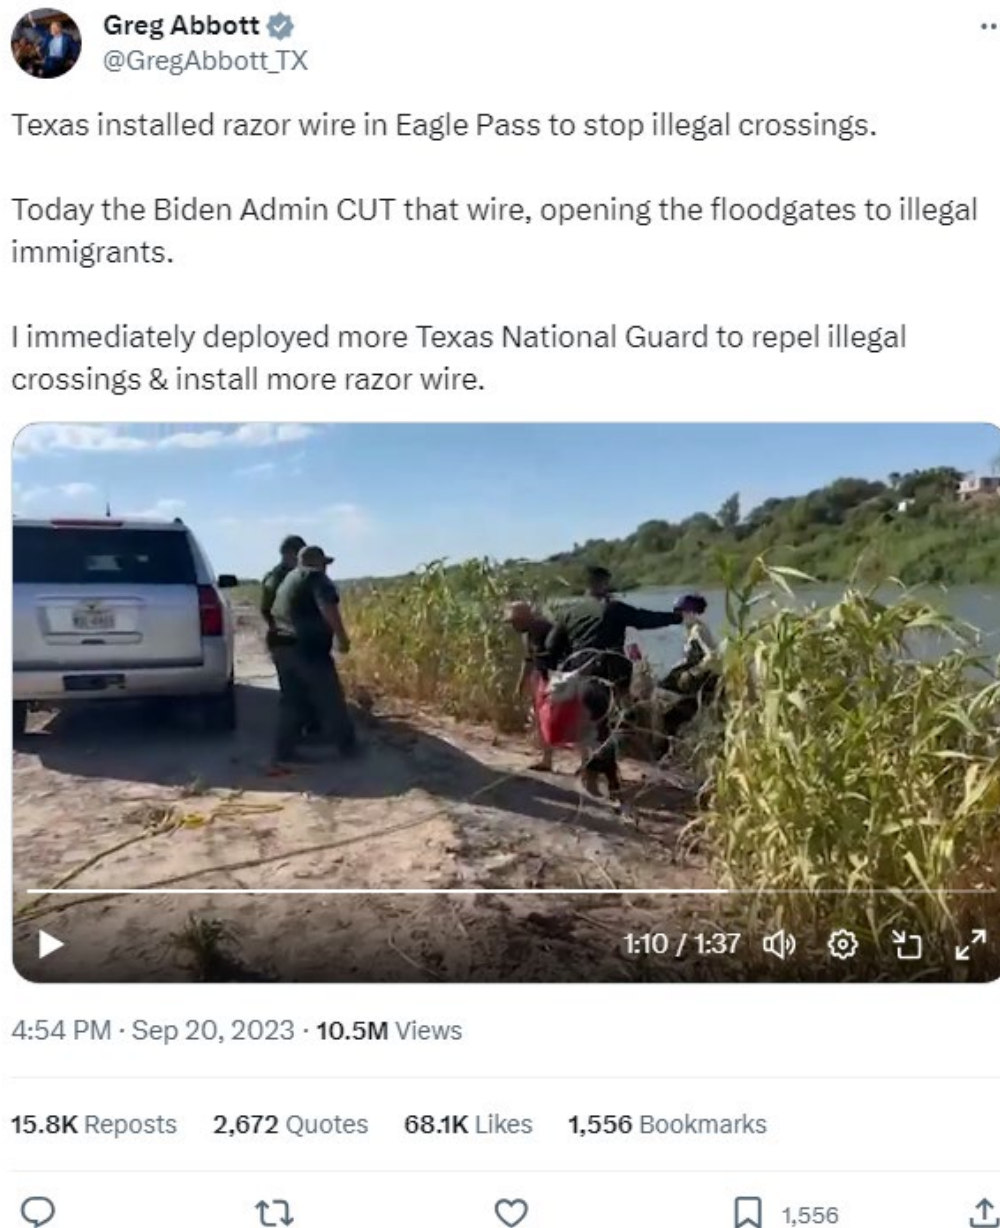 Greg Abbott
@GregAbbott_TX
Texas installed razor wire in Eagle Pass to stop illegal crossings.
Today the Biden Admin CUT that wire, opening the floodgates to illegal
immigrants.
I immediately deployed more Texas National Guard to repel illegal
crossings & install more razor wire.
1:10 / 1:37
4:54 PM · Sep 20, 2023 · 10.5M Views
15.8K Reposts 2,672 Quotes 68.1K Likes 1,556 Bookmarks
1,556